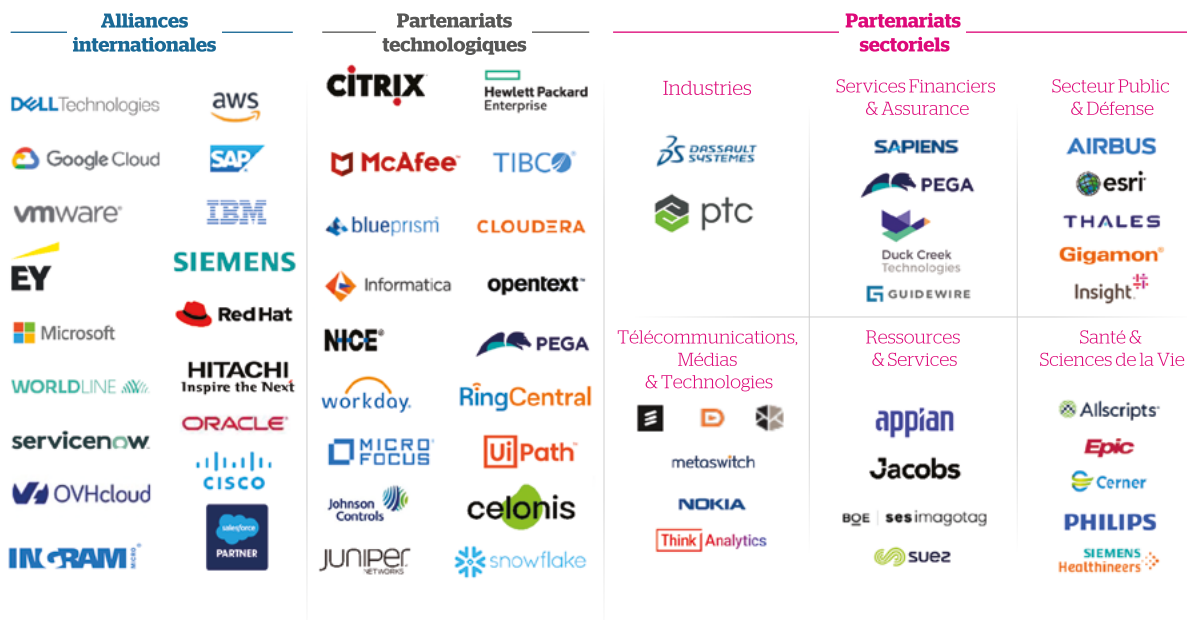 Alliances
internationales
DELL Technologies
aws
Google Cloud
SAP
vmware®
IBM
EY
SIEMENS
Microsoft
Red Hat
WORLDLINE
HITACHI
Inspire the Next
servicenow.
ORACLE®
OVHcloud
CISCO
INGRAM MICRO®
salesforce
PARTNER
Partenariats
technologiques
CITRIX
Hewlett Packard
Enterprise
McAfee™
TIBCO
blueprism
CLOUDERA
Informatica
opentext™
NICE®
PEGA
workday.
RingCentral
MICRO
FOCUS
UiPath™
Johnson
Controls
celonis
JUNIPER
NETWORKS
snowflake
Partenariats
sectoriels
Industries
DASSAULT
SYSTEMES
ptc
Services Financiers
& Assurance
SAPIENS
PEGA
Duck Creek
Technologies
GUIDEWIRE
Secteur Public
& Défense
AIRBUS
esri
THALES
Gigamon®
Insight
Télécommunications,
Médias
& Technologies
metaswitch
NOKIA
Think Analytics
Ressources
& Services
appian
Jacobs
BOE | ses imagotag
suez
Santé &
Sciences de la Vie
Allscripts
Epic
Cerner
PHILIPS
SIEMENS
Healthineers